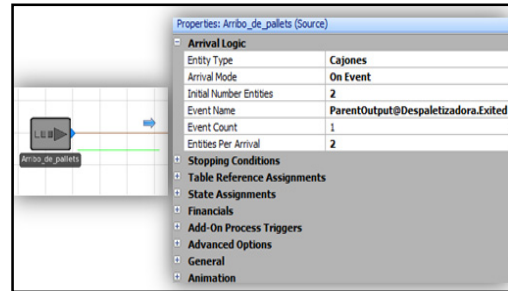 Properties: Arribo_de_pallets (Source)
Arrival Logic
Entity Type Cajones
Arrival Mode On Event
Initial Number Entities 2
Event Name ParentOutput@Despaletizadora.Exited
Event Count 1
Entities Per Arrival 2
Stopping Conditions
Table Reference Assignments
State Assignments
Financials
Add-On Process Triggers
Advanced Options
General
Animation
Arribo_de_pallets